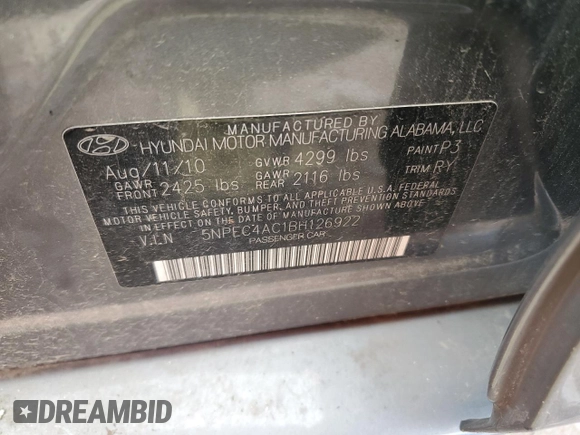 MANUFACTURED BY
HYUNDAI MOTOR MANUFACTURING ALABAMA, LLC
Aug/11/10 GVWR 4299 lbs PAINT P3
GAWR FRONT 2425 lbs GAWR REAR 2116 lbs TRIM RY
THIS VEHICLE CONFORMS TO ALL APPLICABLE U.S.A. FEDERAL
MOTOR VEHICLE SAFETY, BUMPER, AND THEFT PREVENTION
STANDARDS IN EFFECT ON THE DATE OF MANUFACTURE SHOWN ABOVE.
V.I.N 5NPEC4AC1BH126922
PASSENGER CAR
DREAMBID